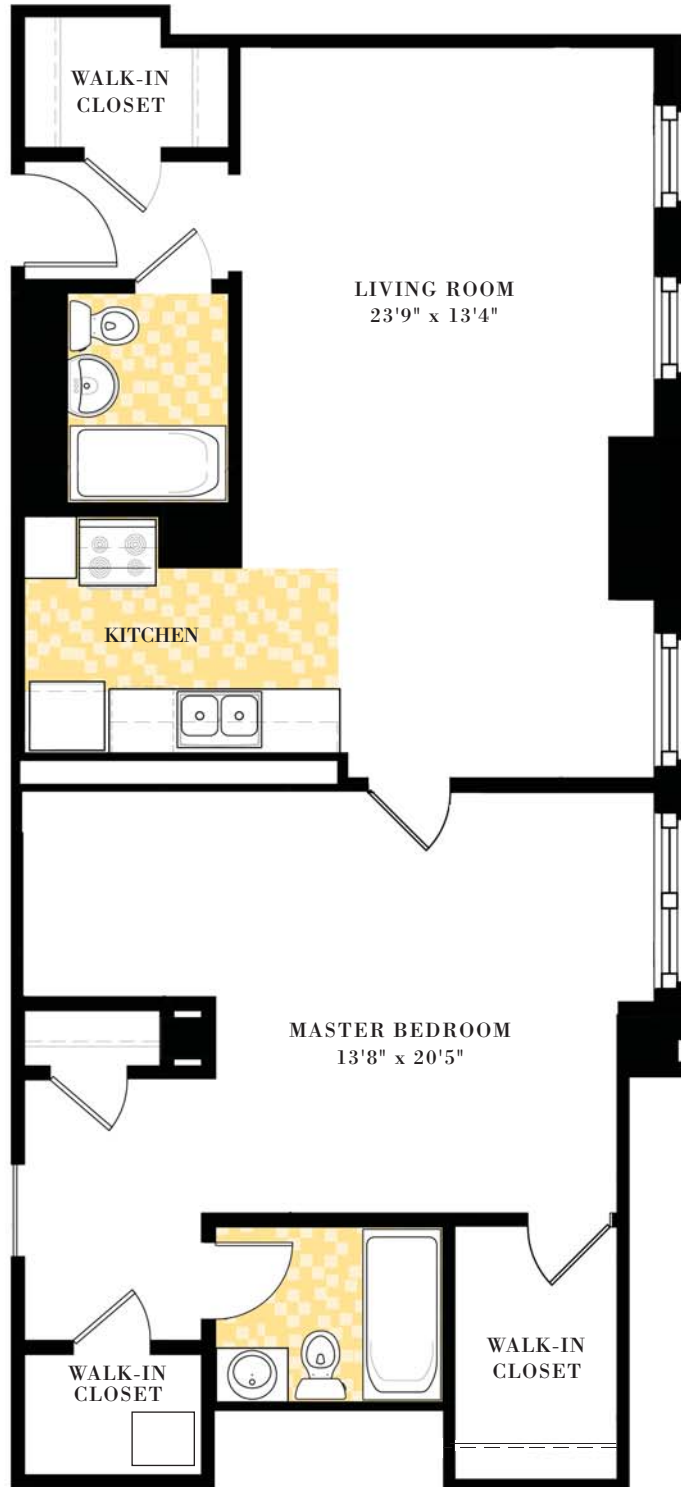 WALK-IN
CLOSET
LIVING ROOM
23'9" x 13'4"
KITCHEN
MASTER BEDROOM
13'8" x 20'5"
WALK-IN
CLOSET
WALK-IN
CLOSET